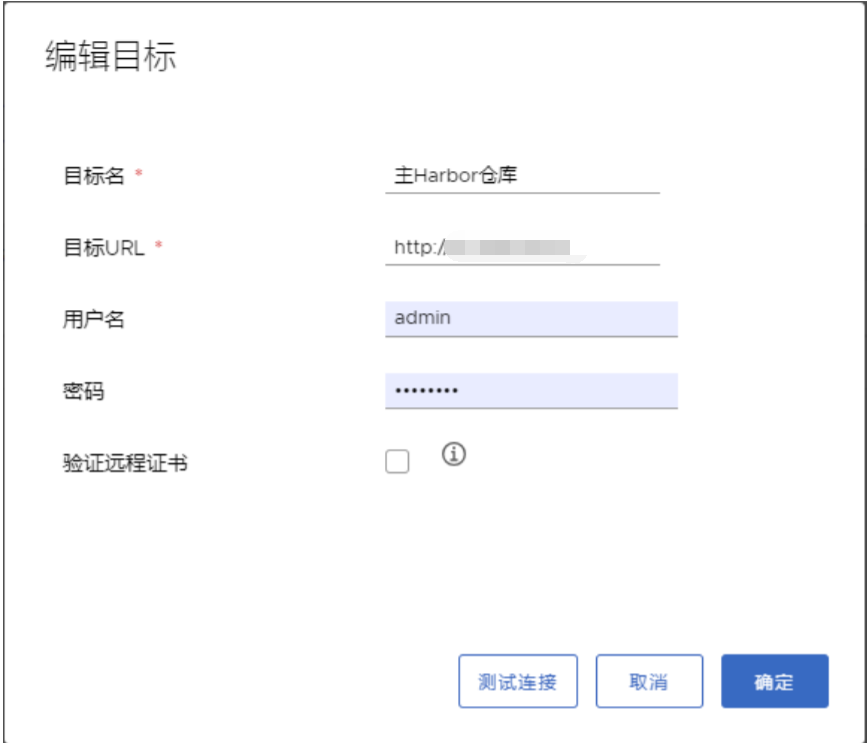 编辑目标
目标名 * 主Harbor仓库
目标URL * http:/
用户名 admin
密码 ••••••••
验证远程证书
测试连接 取消 确定